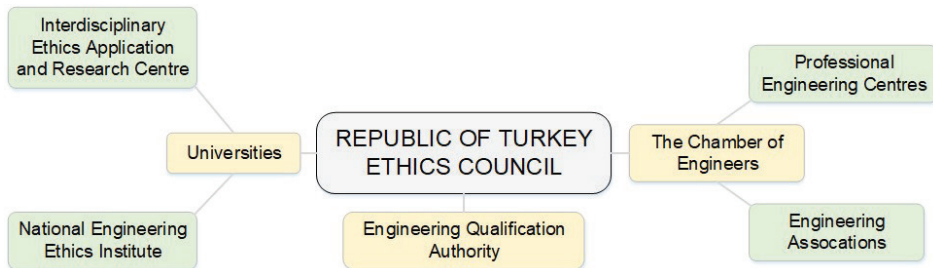 Interdisciplinary
Ethics Application
and Research Centre
Professional
Engineering Centres
Universities
REPUBLIC OF TURKEY
ETHICS COUNCIL
The Chamber of
Engineers
National Engineering
Ethics Institute
Engineering Qualification
Authority
Engineering
Assocations